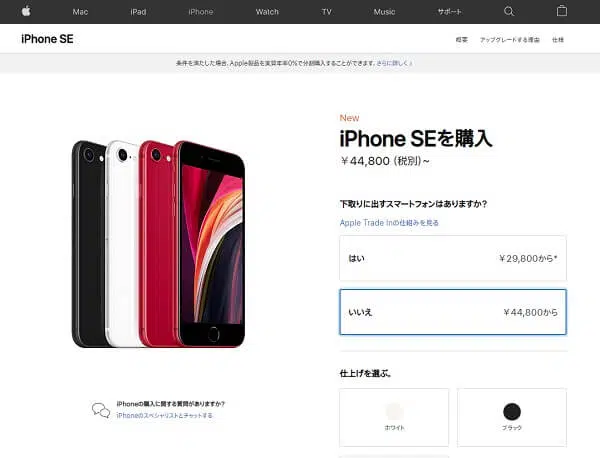 Mac iPad iPhone Watch TV Music サポート
iPhone SE 概要 アップグレードする理由 仕様
条件を満たした場合、Apple製品を実質年率0%で分割購入することができます。さらに詳しく 〉
New
iPhone SEを購入
￥44,800 (税別)~
下取りに出すスマートフォンはありますか?
Apple Trade Inの仕組みを見る
はい ￥29,800から*
いいえ ￥44,800から
仕上げを選ぶ。
iPhoneの購入に関する質問がありますか?
iPhoneのスペシャリストとチャットする
ホワイト ブラック